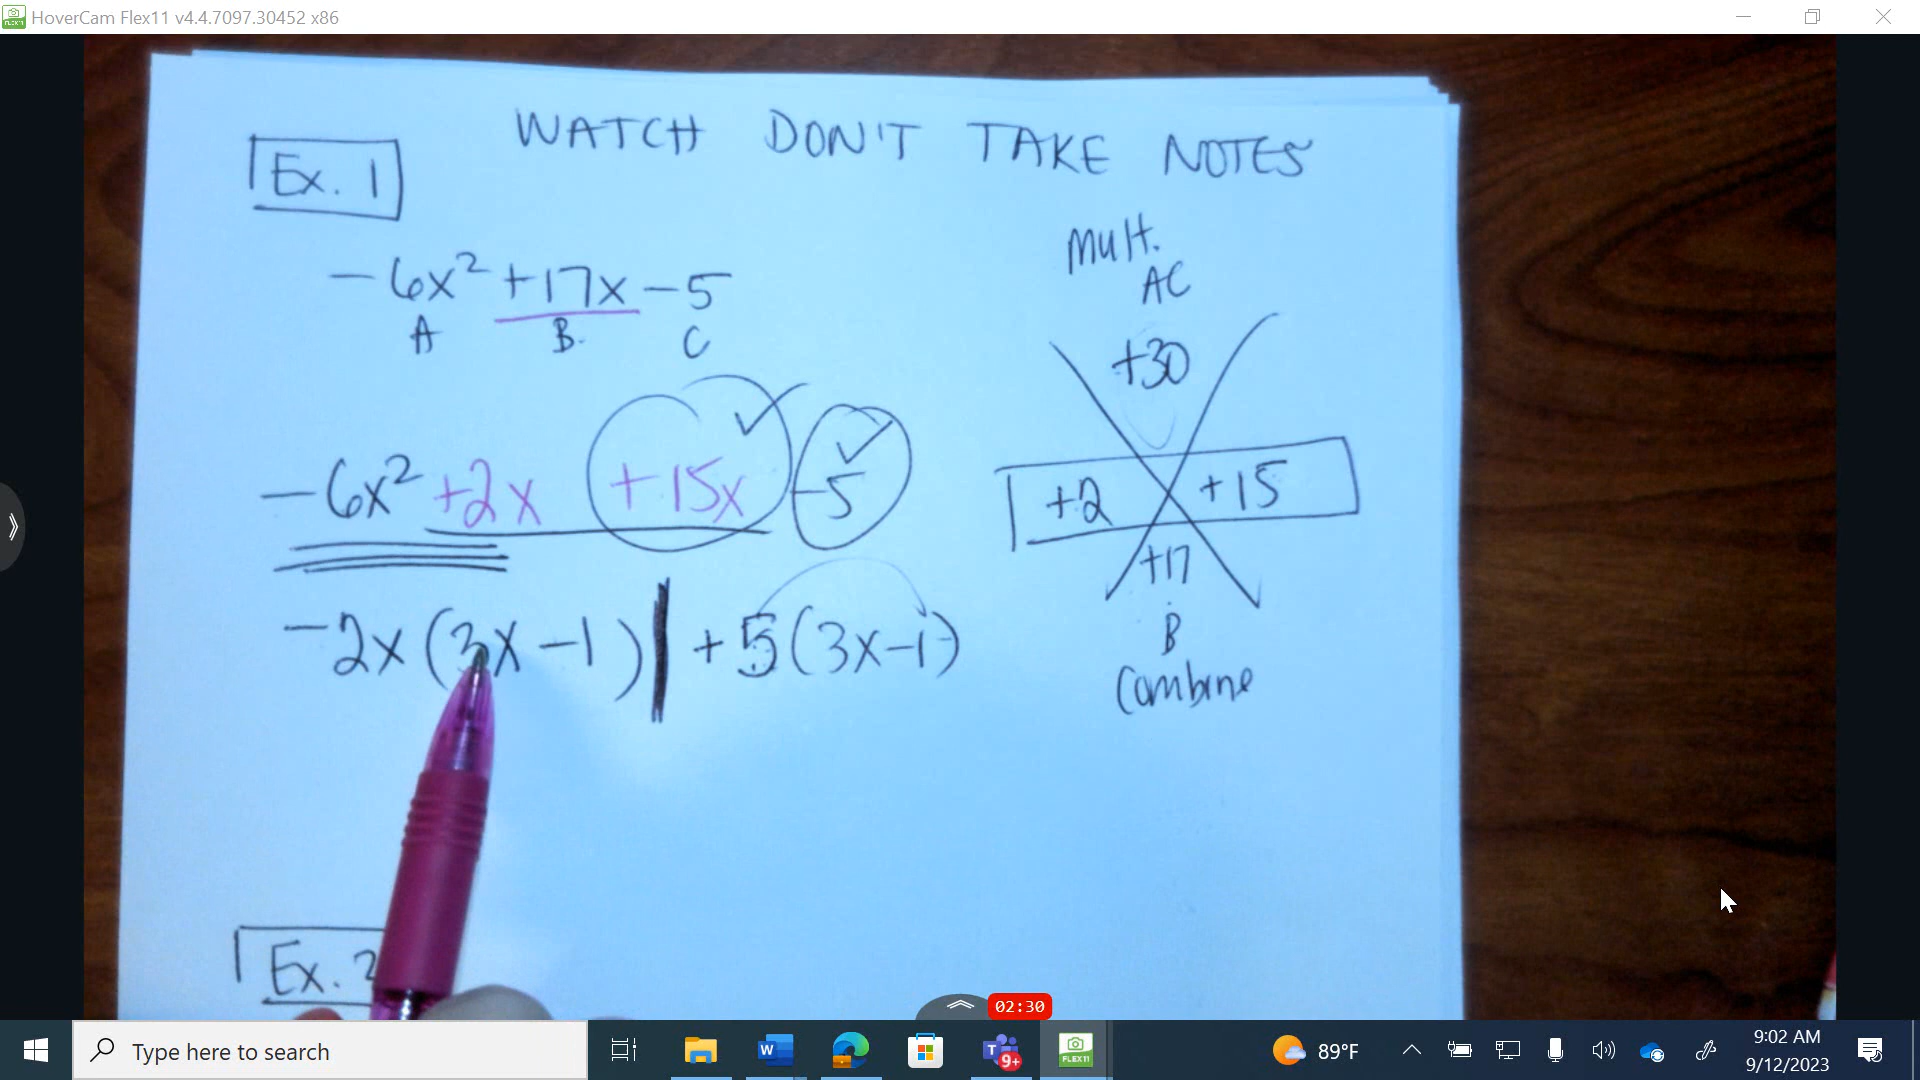 HoverCam Flex11 v4.4.7097.30452 x86
WATCH DON'T TAKE NOTES
Ex. 1
mult.
AC
-6x² +17x -5
A B. C
+30
-6x² +2x +15x -5
+2 +15
+17
-2x(3x-1) + 5(3x-1)
B
Combine
Ex. 2
02:30
Type here to search
W
T
9+
FLEX11
89°F
9:02 AM
9/12/2023